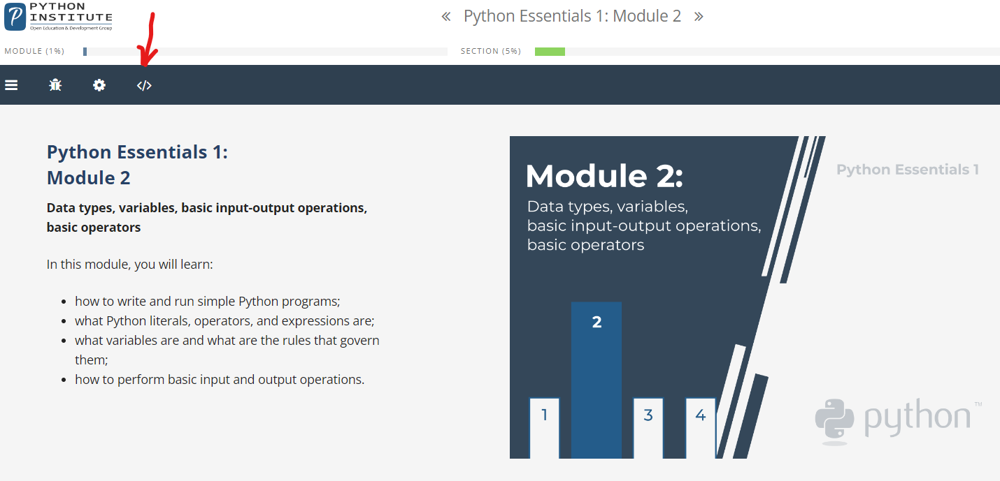 PYTHON
INSTITUTE
Open Education & Development Group
« Python Essentials 1: Module 2 »
MODULE (1%)
SECTION (5%)
</>
Python Essentials 1:
Module 2
Data types, variables, basic input-output operations,
basic operators
In this module, you will learn:
• how to write and run simple Python programs;
• what Python literals, operators, and expressions are;
• what variables are and what are the rules that govern
them;
• how to perform basic input and output operations.
Module 2:
Data types, variables,
basic input-output operations,
basic operators
Python Essentials 1
2
1
3
4
python™